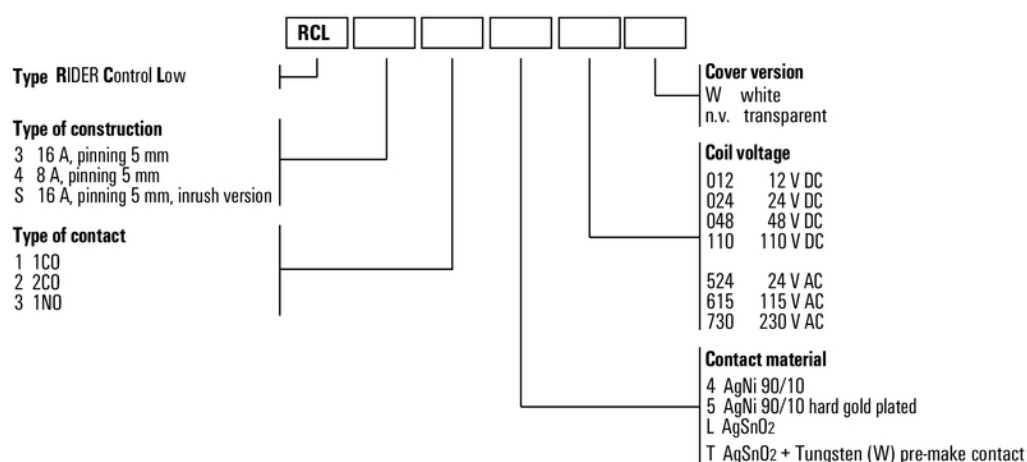 RCL
Type RIDER Control Low
Type of construction
3 16 A, pinning 5 mm
4 8 A, pinning 5 mm
S 16 A, pinning 5 mm, inrush version
Type of contact
1 1CO
2 2CO
3 1NO
Cover version
W white
n.v. transparent
Coil voltage
012 12 V DC
024 24 V DC
048 48 V DC
110 110 V DC
524 24 V AC
615 115 V AC
730 230 V AC
Contact material
4 AgNi 90/10
5 AgNi 90/10 hard gold plated
L AgSnO2
T AgSnO2 + Tungsten (W) pre-make contact